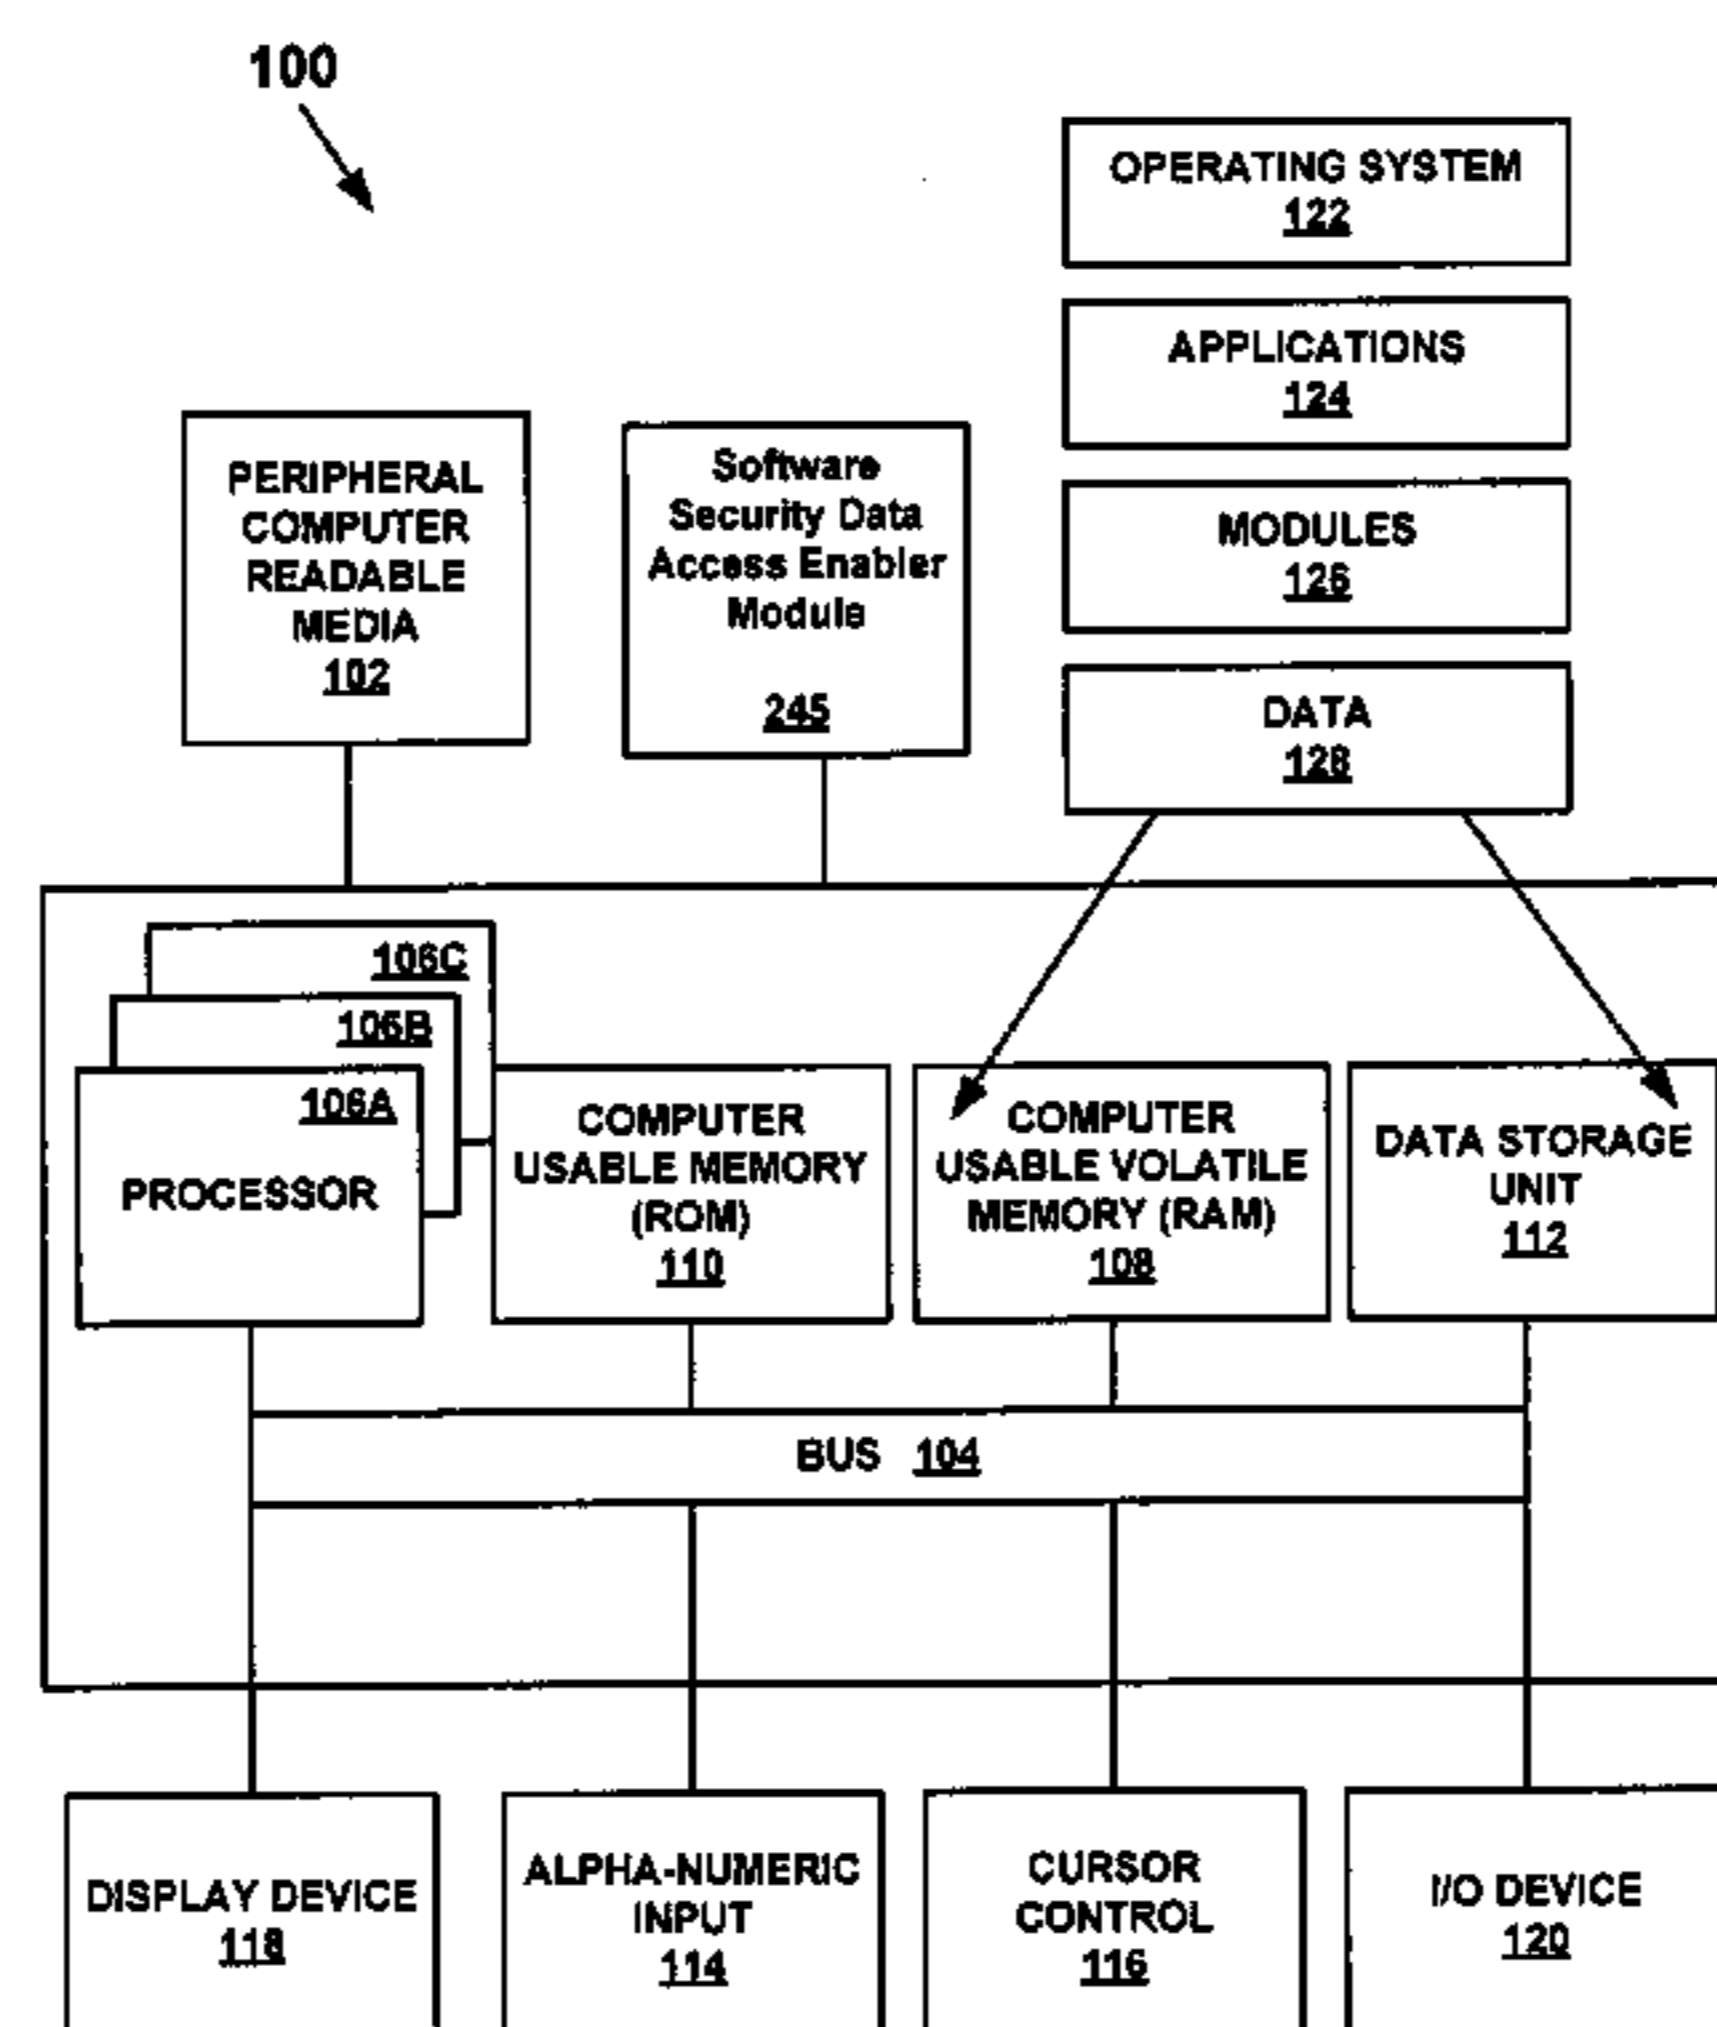 100
OPERATING SYSTEM
122
APPLICATIONS
124
MODULES
126
DATA
128
PERIPHERAL
COMPUTER
READABLE
MEDIA
102
Software
Security Data
Access Enabler
Module
245
106C
106B
106A
PROCESSOR
COMPUTER
USABLE MEMORY
(ROM)
110
COMPUTER
USABLE VOLATILE
MEMORY (RAM)
108
DATA STORAGE
UNIT
112
BUS 104
DISPLAY DEVICE
118
ALPHA-NUMERIC
INPUT
114
CURSOR
CONTROL
116
I/O DEVICE
120